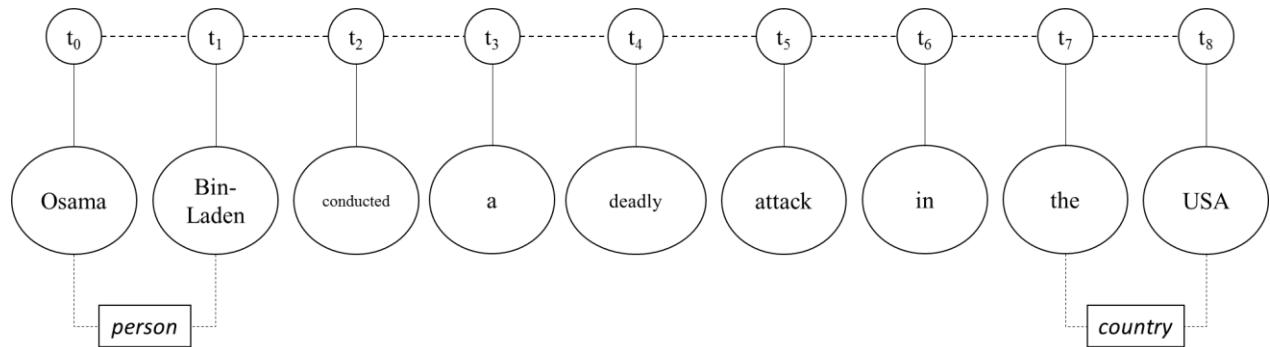 t₀ t₁ t₂ t₃ t₄ t₅ t₆ t₇ t₈
Osama Bin-Laden conducted a deadly attack in the USA
person country